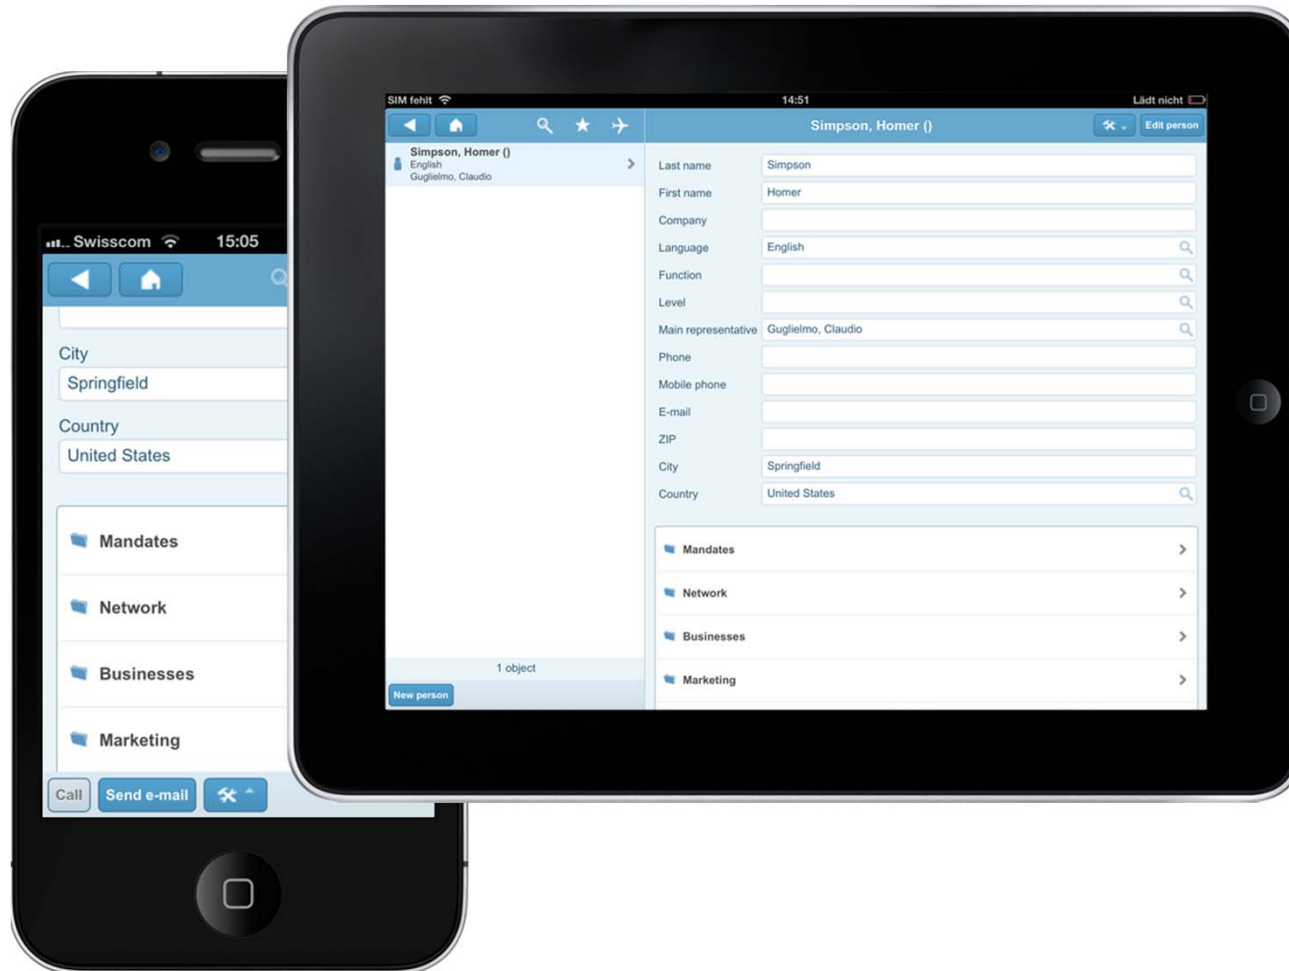 Swisscom 15:05
City
Springfield
Country
United States
Mandates
Network
Businesses
Marketing
Call Send e-mail
SIM fehlt 14:51 Lädt nicht
Simpson, Homer () Edit person
Simpson, Homer ()
English
Guglielmo, Claudio
1 object
New person
Last name Simpson
First name Homer
Company
Language English
Function
Level
Main representative Guglielmo, Claudio
Phone
Mobile phone
E-mail
ZIP
City Springfield
Country United States
Mandates
Network
Businesses
Marketing